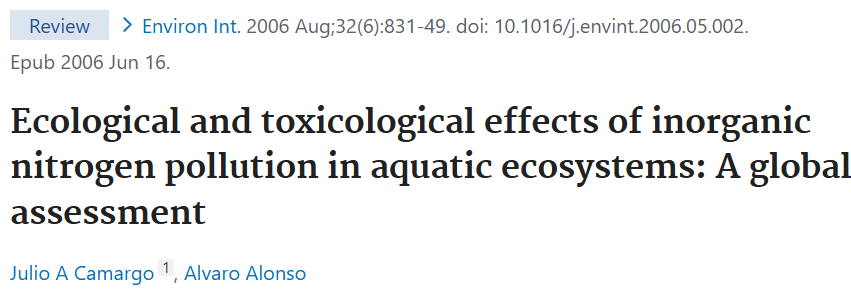 Review > Environ Int. 2006 Aug;32(6):831-49. doi: 10.1016/j.envint.2006.05.002.
Epub 2006 Jun 16.
Ecological and toxicological effects of inorganic
nitrogen pollution in aquatic ecosystems: A global
assessment
Julio A Camargo 1, Alvaro Alonso